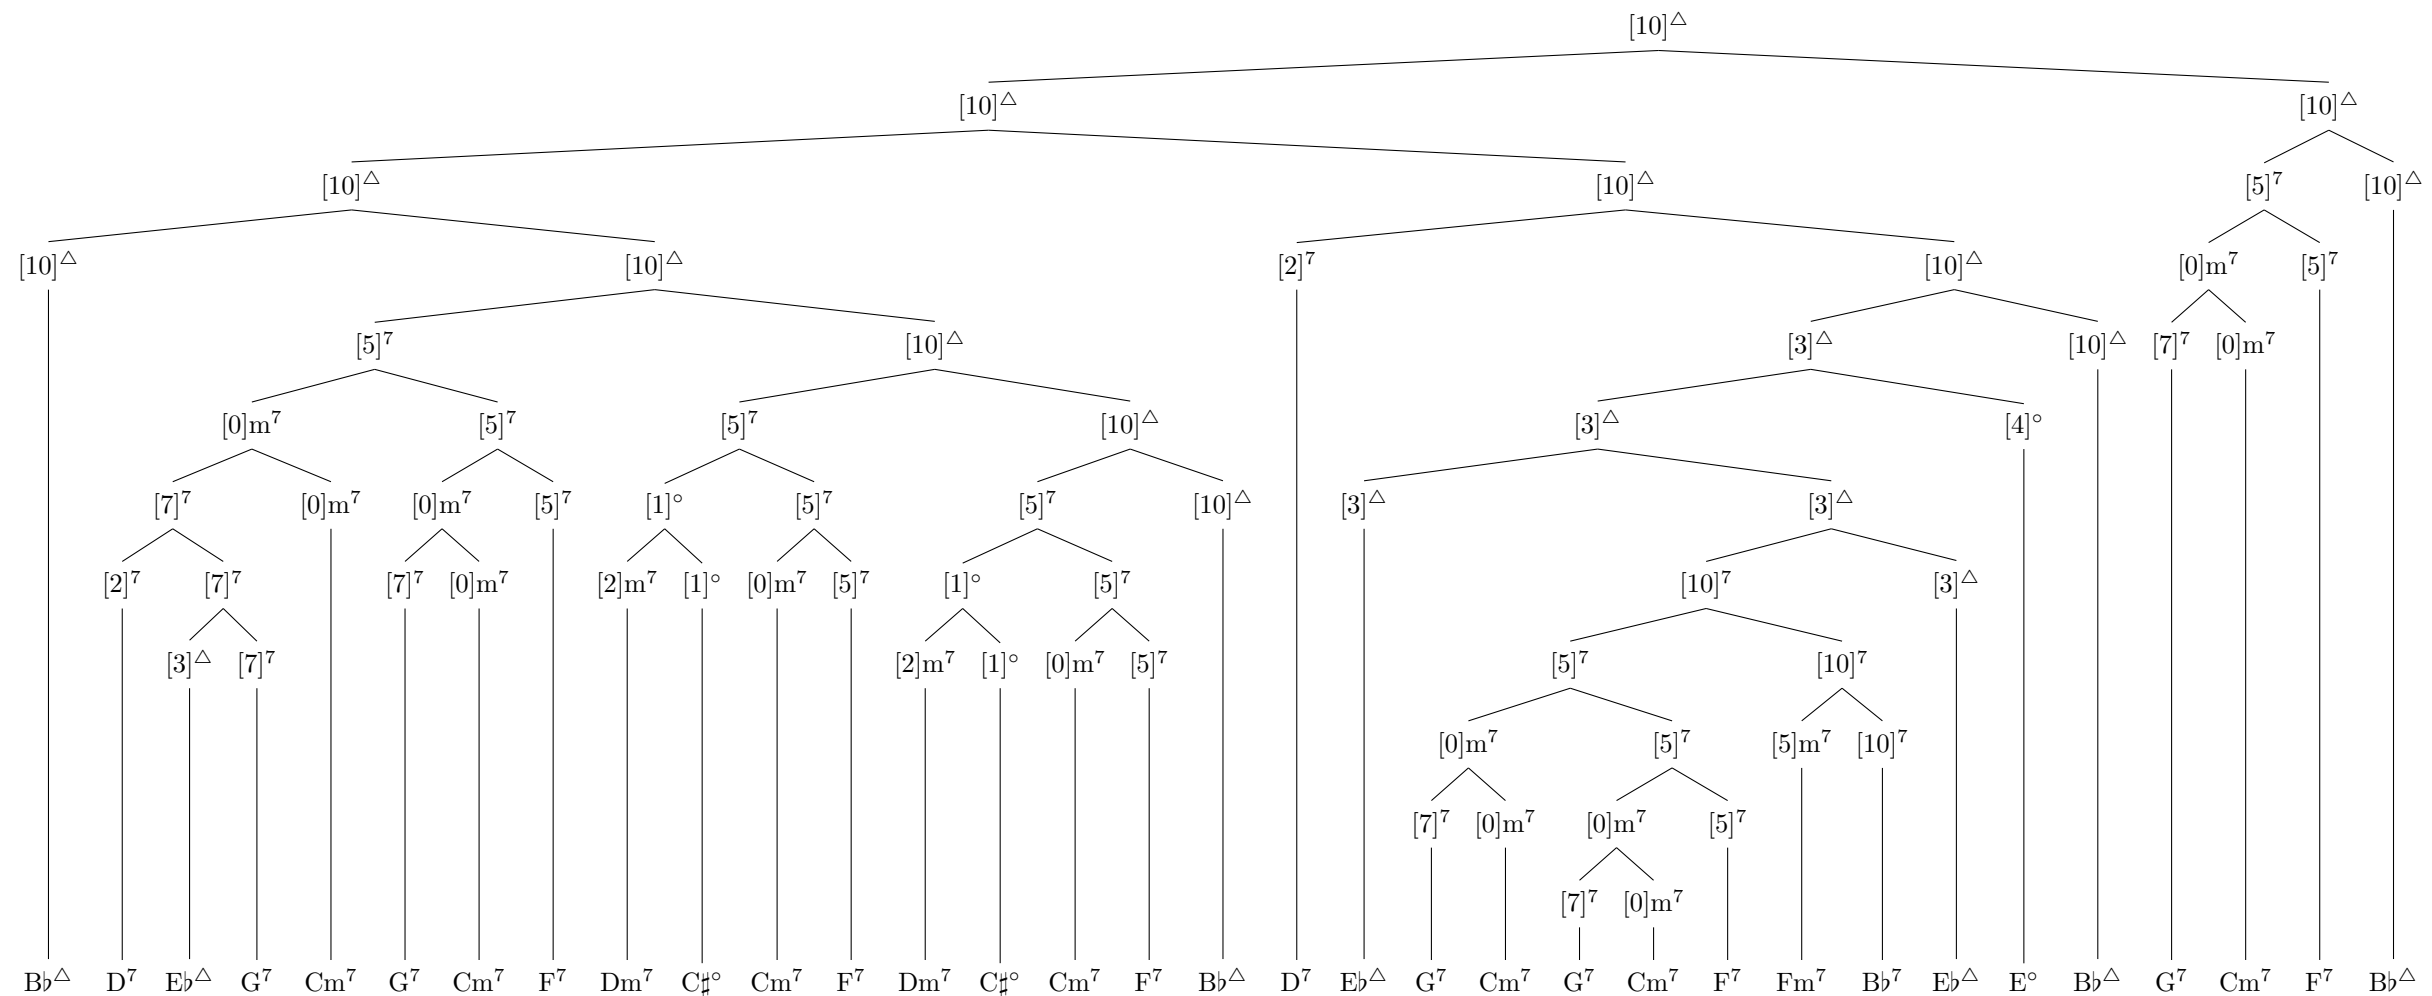 [10]△
[10]△ [10]△
[10]△ [10]△ [5]⁷ [10]△
[10]△ [10]△ [2]⁷ [10]△ [0]m⁷ [5]⁷
[5]⁷ [10]△ [3]△ [10]△ [7]⁷ [0]m⁷
[0]m⁷ [5]⁷ [5]⁷ [10]△ [3]△ [4]°
[7]⁷ [0]m⁷ [0]m⁷ [5]⁷ [1]° [5]⁷ [5]⁷ [10]△ [3]△ [3]△
[2]⁷ [7]⁷ [7]⁷ [0]m⁷ [2]m⁷ [1]° [0]m⁷ [5]⁷ [1]° [5]⁷ [10]⁷ [3]△
[3]△ [7]⁷ [2]m⁷ [1]° [0]m⁷ [5]⁷ [5]⁷ [10]⁷
[0]m⁷ [5]⁷ [5]m⁷ [10]⁷
[7]⁷ [0]m⁷ [0]m⁷ [5]⁷
[7]⁷ [0]m⁷
B♭△ D⁷ E♭△ G⁷ Cm⁷ G⁷ Cm⁷ F⁷ Dm⁷ C♯° Cm⁷ F⁷ Dm⁷ C♯° Cm⁷ F⁷ B♭△ D⁷ E♭△ G⁷ Cm⁷ G⁷ Cm⁷ F⁷ Fm⁷ B♭⁷ E♭△ E° B♭△ G⁷ Cm⁷ F⁷ B♭△